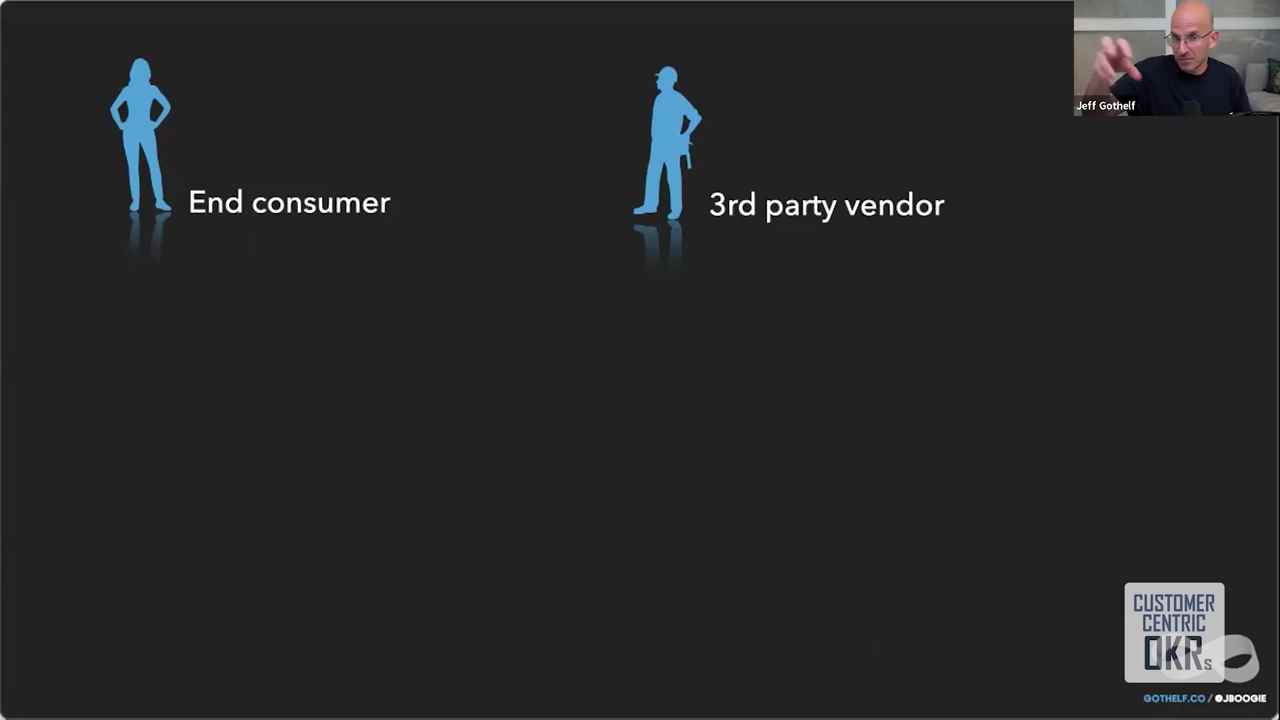 Jeff Gothelf
End consumer
3rd party vendor
CUSTOMER
CENTRIC
OKRs
GOTHELF.CO / @JBOOGIE